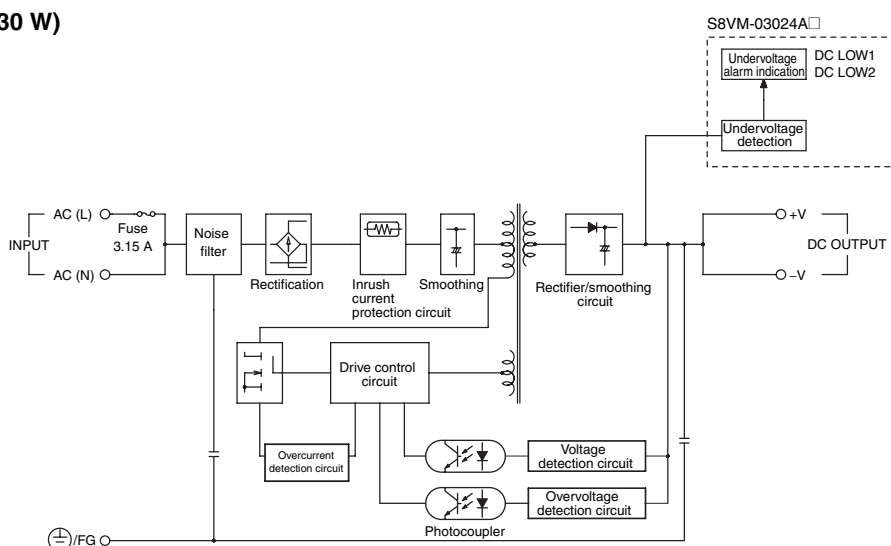 30 W)
S8VM-03024A□
Undervoltage
alarm indication
DC LOW1
DC LOW2
Undervoltage
detection
INPUT
AC (L)
Fuse
3.15 A
AC (N)
Noise
filter
Rectification
Inrush
current
protection circuit
Smoothing
Rectifier/smoothing
circuit
+V
DC OUTPUT
−V
Drive control
circuit
Overcurrent
detection circuit
Voltage
detection circuit
Overvoltage
detection circuit
Photocoupler
/FG